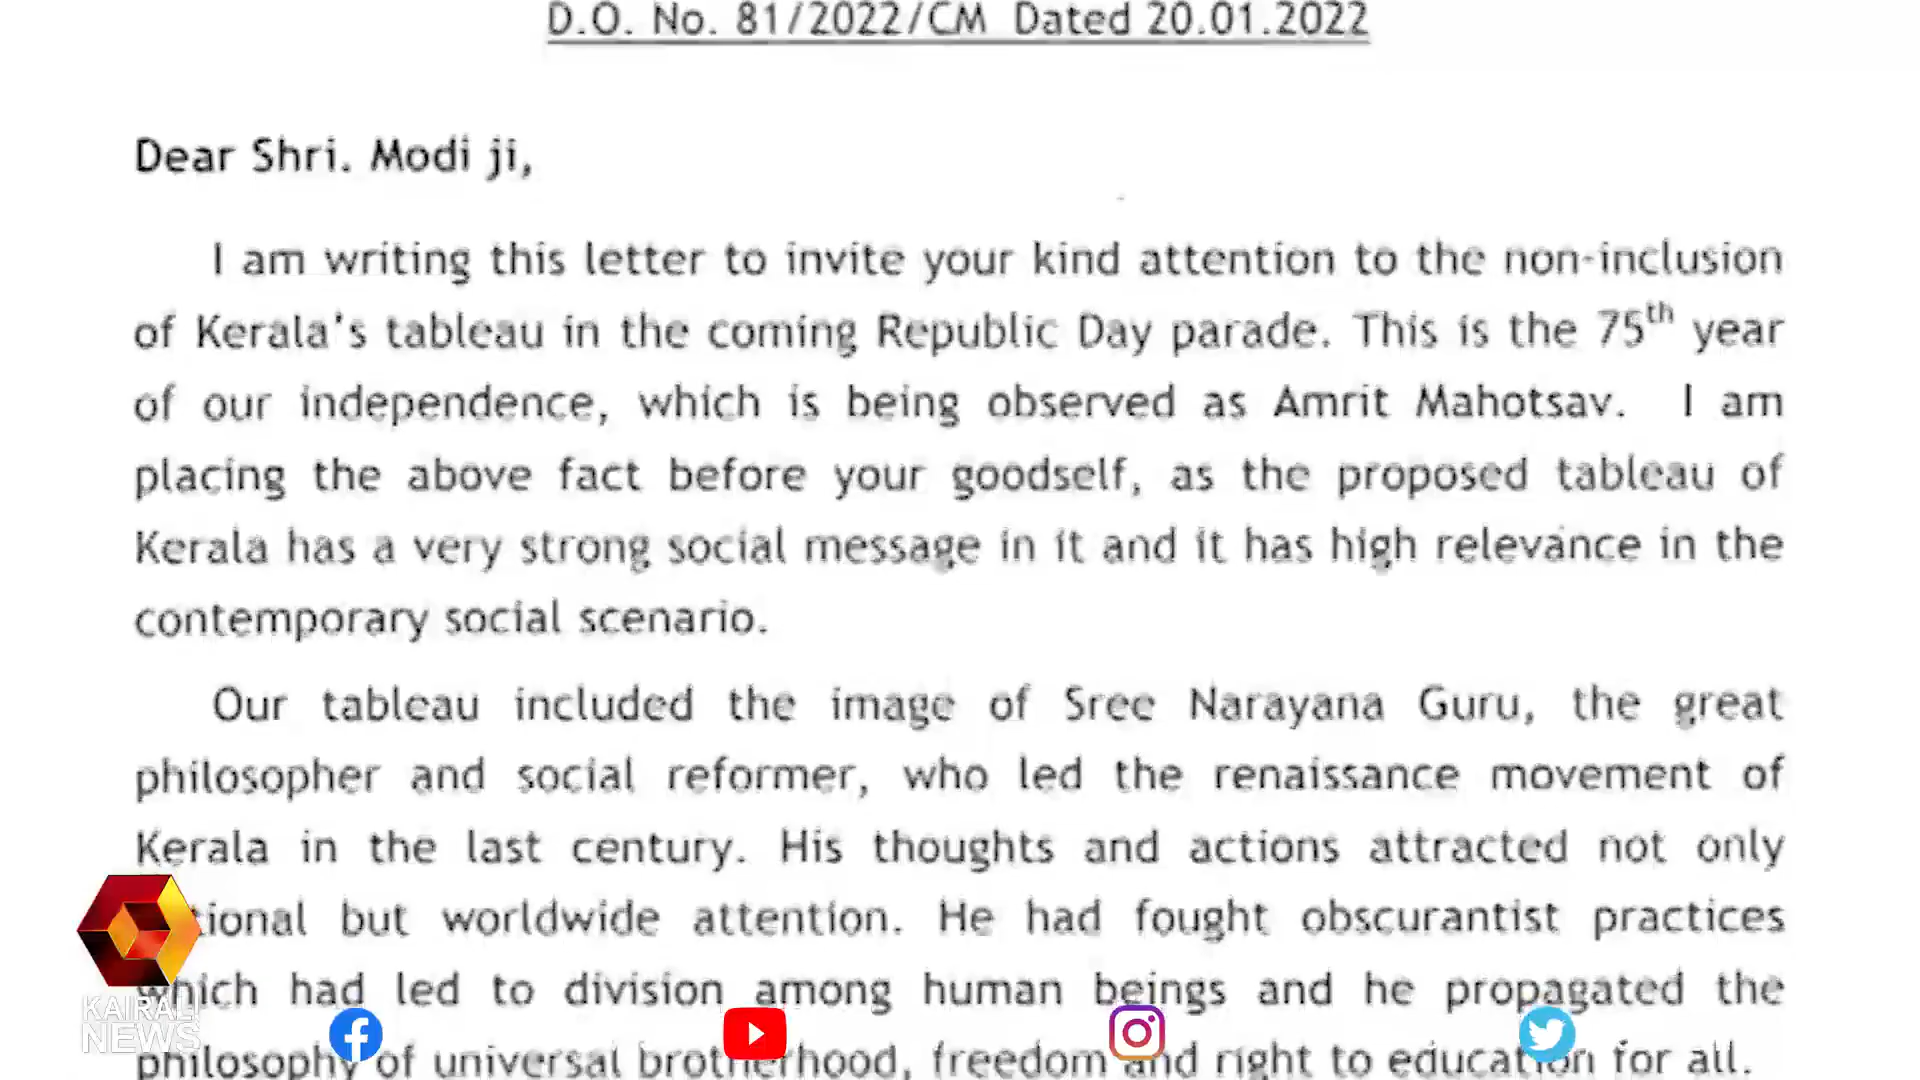 D.O. No. 81/2022/CM Dated 20.01.2022
Dear Shri. Modi ji,
I am writing this letter to invite your kind attention to the non-inclusion
of Kerala's tableau in the coming Republic Day parade. This is the 75th year
of our independence, which is being observed as Amrit Mahotsav. I am
placing the above fact before your goodself, as the proposed tableau of
Kerala has a very strong social message in it and it has high relevance in the
contemporary social scenario.
Our tableau included the image of Sree Narayana Guru, the great
philosopher and social reformer, who led the renaissance movement of
Kerala in the last century. His thoughts and actions attracted not only
tional but worldwide attention. He had fought obscurantist practices
which had led to division among human beings and he propagated the
philosophy of universal brotherhood, freedom and right to education for all.
KAIRALI
NEWS